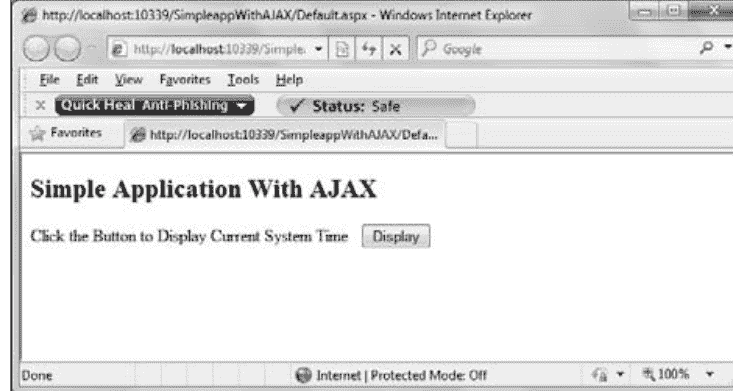 http://localhost:10339/SimpleappWithAJAX/Default.aspx - Windows Internet Explorer
http://localhost:10339/Simple. Google
File Edit View Favorites Tools Help
x Quick Heal Anti-Phishing Status: Safe
Favorites http://localhost:10339/SimpleappWithAJAX/Defa...
Simple Application With AJAX
Click the Button to Display Current System Time Display
Done Internet | Protected Mode: Off 100%